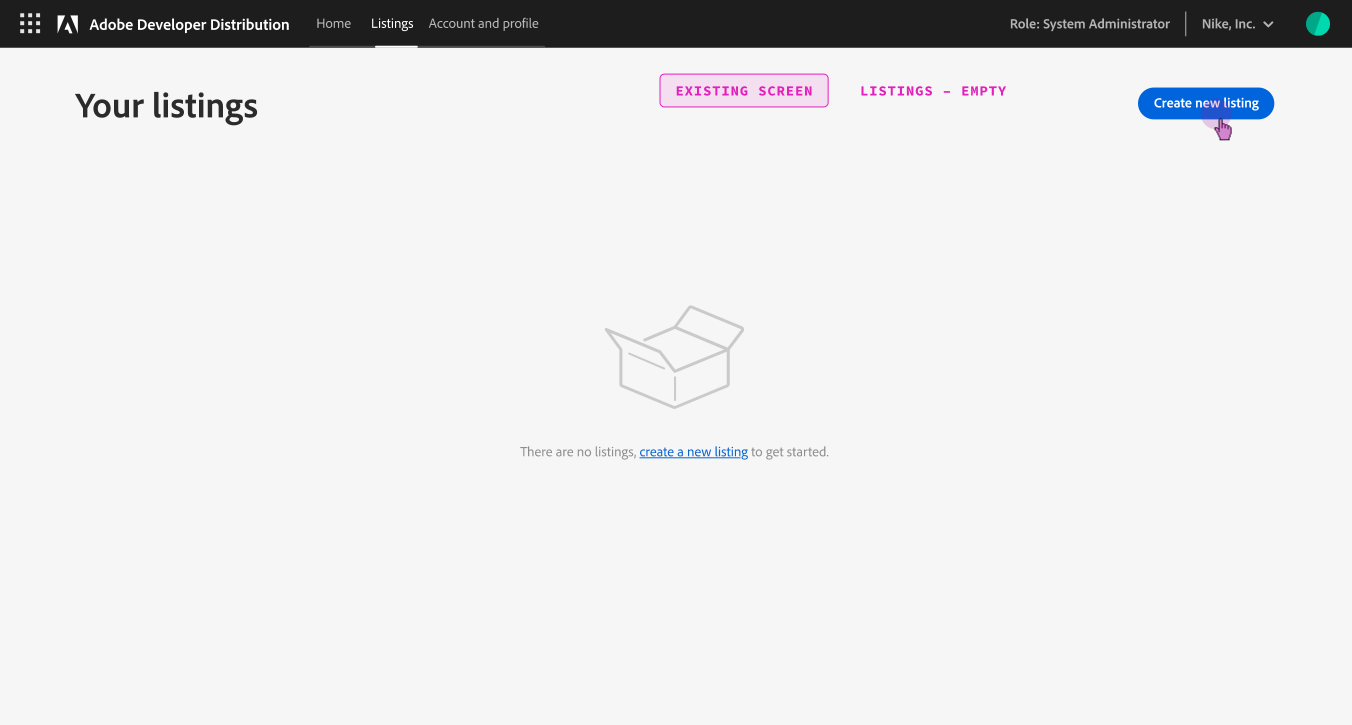 Adobe Developer Distribution Home Listings Account and profile Role: System Administrator Nike, Inc.
EXISTING SCREEN LISTINGS – EMPTY
Your listings Create new listing
There are no listings, create a new listing to get started.